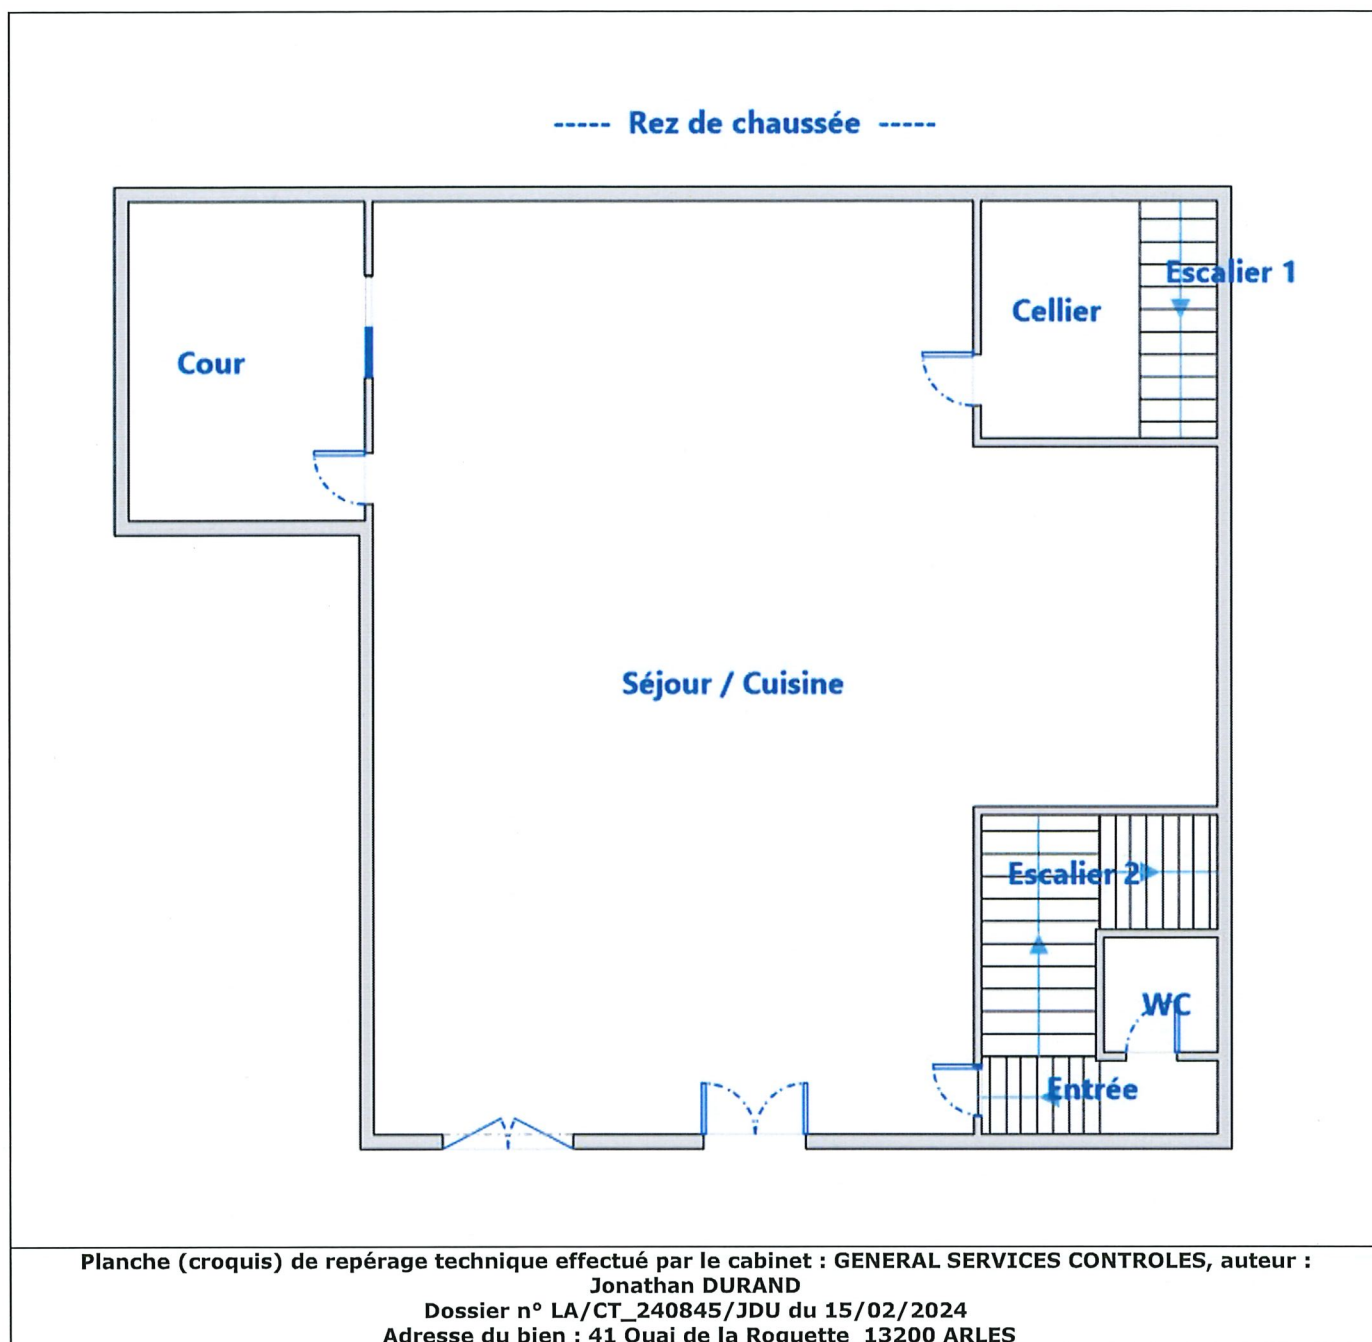 ----- Rez de chaussée -----
Escalier 1
Cellier
Cour
Séjour / Cuisine
Escalier 2
WC
Entrée
Planche (croquis) de repérage technique effectué par le cabinet : GENERAL SERVICES CONTROLES, auteur :
Jonathan DURAND
Dossier n° LA/CT_240845/JDU du 15/02/2024
Adresse du bien : 41 Quai de la Roquette 13200 ARLES